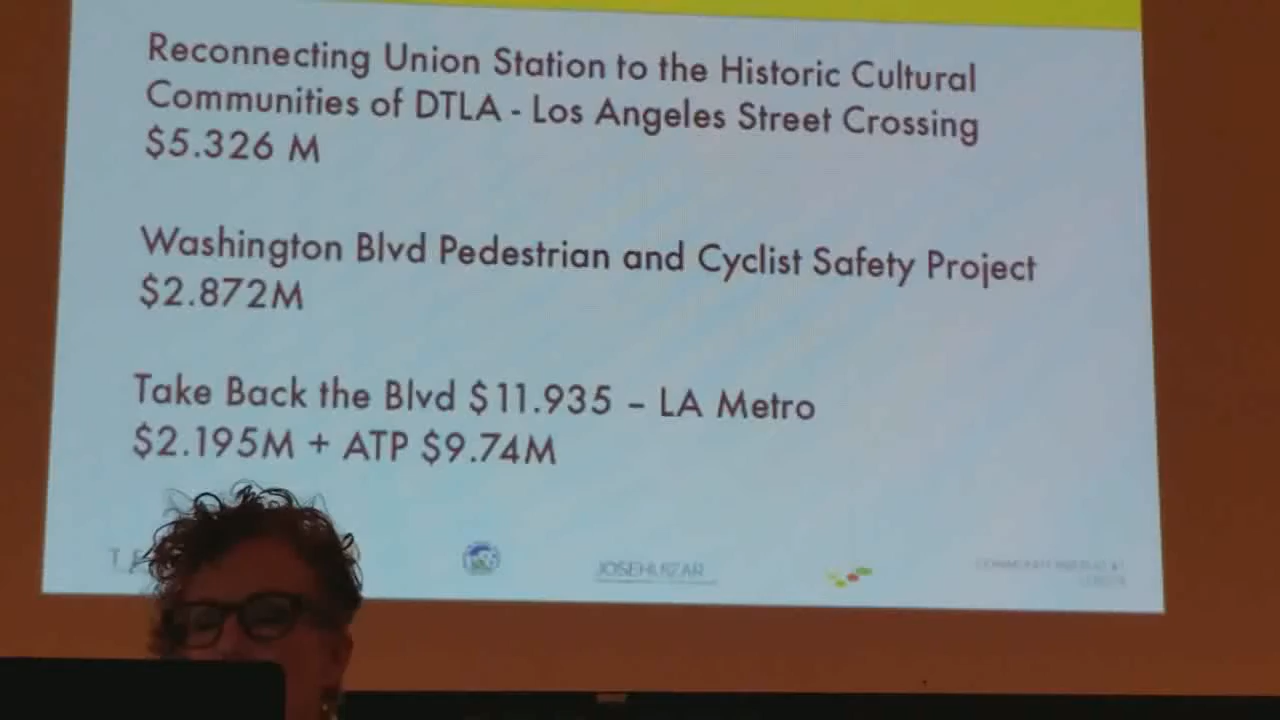 Reconnecting Union Station to the Historic Cultural
Communities of DTLA - Los Angeles Street Crossing
$5.326 M
Washington Blvd Pedestrian and Cyclist Safety Project
$2.872M
Take Back the Blvd $11.935 – LA Metro
$2.195M + ATP $9.74M
JOSEHUIZAR